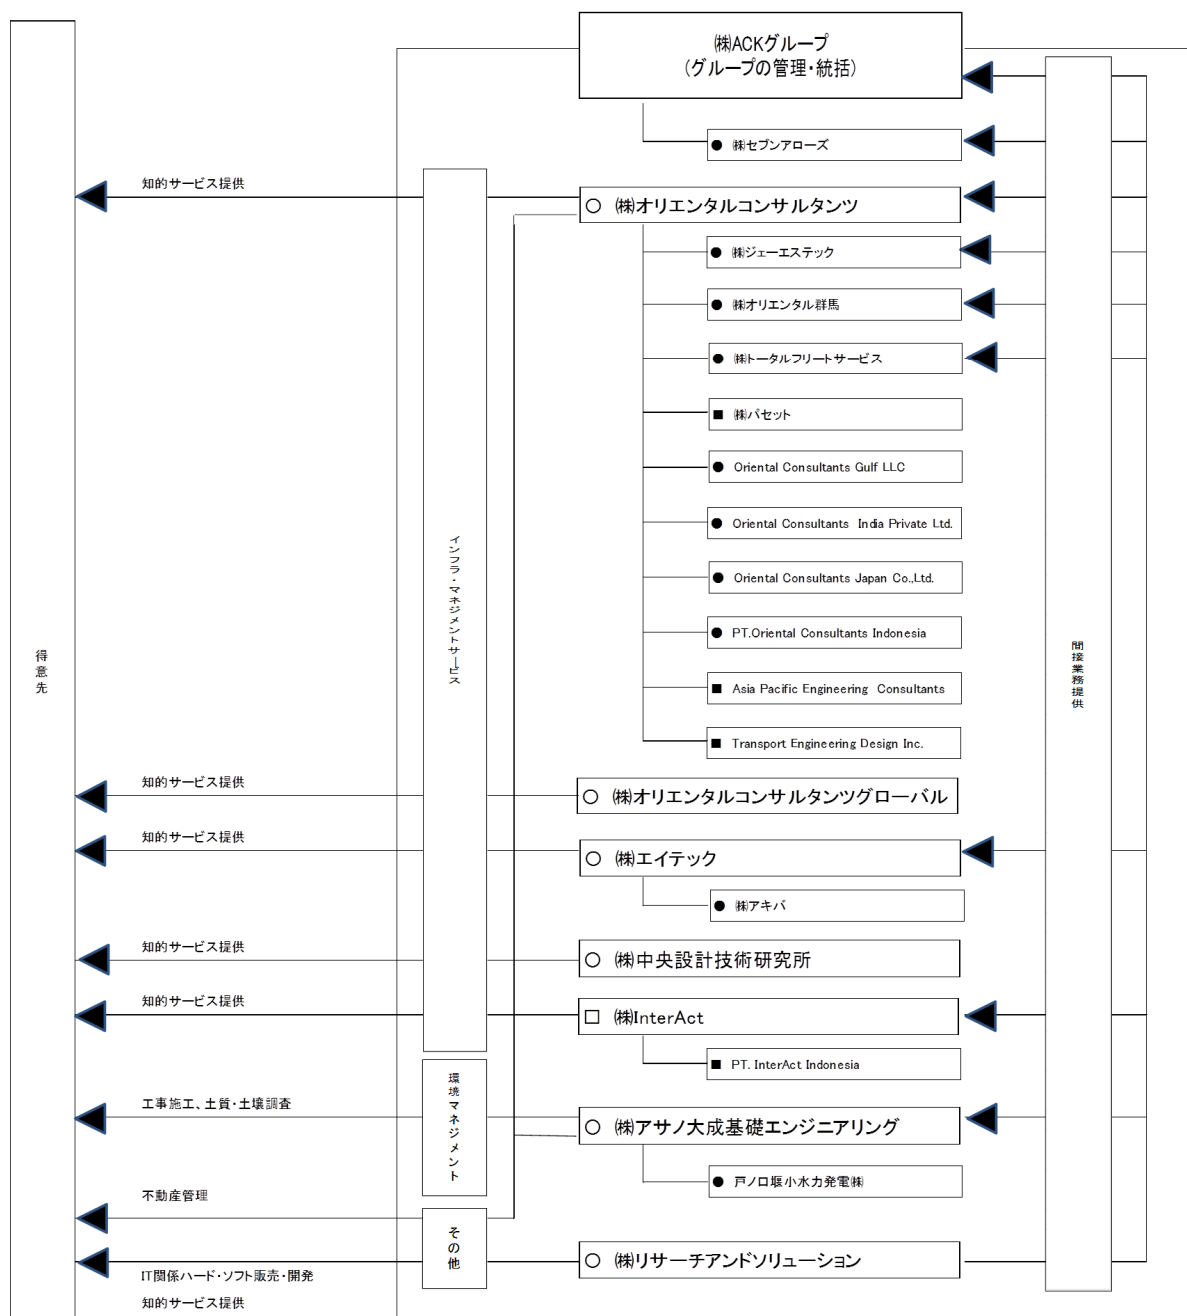 ㈱ACKグループ
(グループの管理・統括)
● ㈱セブンアローズ
知的サービス提供
○ ㈱オリエンタルコンサルタンツ
● ㈱ジェーエステック
● ㈱オリエンタル群馬
● ㈱トータルフリートサービス
■ ㈱パセット
● Oriental Consultants Gulf LLC
● Oriental Consultants India Private Ltd.
インフラ・マネジメントサービス
● Oriental Consultants Japan Co.,Ltd.
● PT.Oriental Consultants Indonesia
得意先
間接業務提供
■ Asia Pacific Engineering Consultants
■ Transport Engineering Design Inc.
知的サービス提供
○ ㈱オリエンタルコンサルタンツグローバル
知的サービス提供
○ ㈱エイテック
● ㈱アキバ
知的サービス提供
○ ㈱中央設計技術研究所
知的サービス提供
□ ㈱InterAct
■ PT. InterAct Indonesia
環境マネジメント
工事施工、土質・土壌調査
○ ㈱アサノ大成基礎エンジニアリング
● 戸ノ口堰小水力発電㈱
不動産管理
その他
○ ㈱リサーチアンドソリューション
IT関係ハード・ソフト販売・開発
知的サービス提供